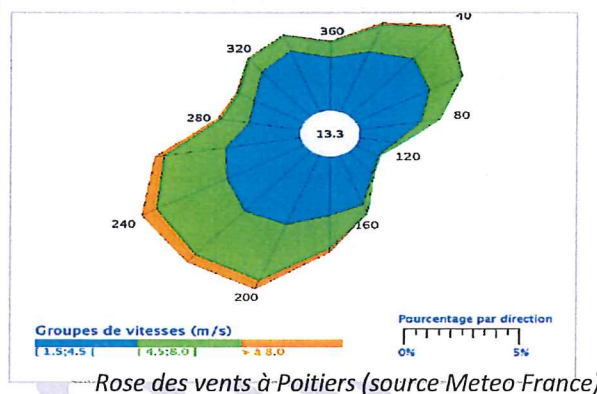 40
360
320
80
280
13.3
120
240
160
200
Groupes de vitesses (m/s)
Pourcentage par direction
[ 1.5;4.5 [
[ 4.5;8.0 ]
> à 8.0
0%
5%
Rose des vents à Poitiers (source Meteo France)